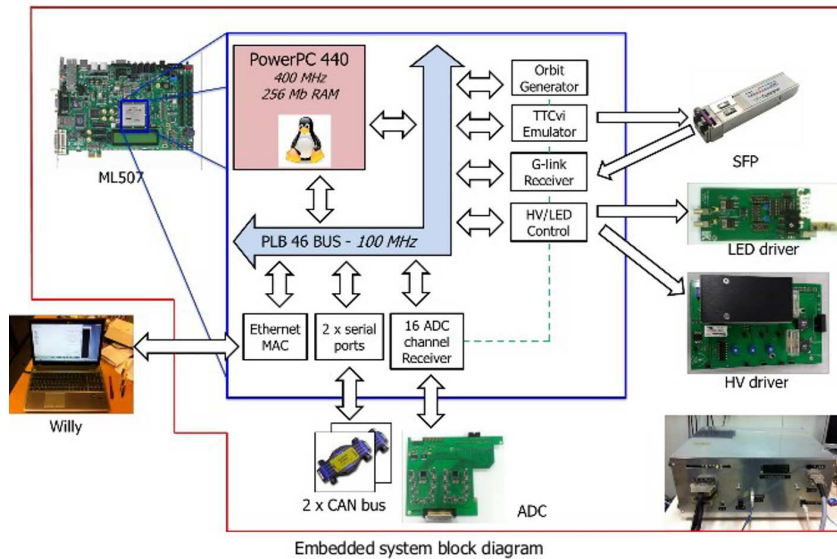 PowerPC 440
400 MHz
256 Mb RAM
ML507
Orbit
Generator
TTCvi
Emulator
G-link
Receiver
HV/LED
Control
SFP
LED driver
HV driver
PLB 46 BUS - 100 MHz
Ethernet
MAC
2 x serial
ports
16 ADC
channel
Receiver
Willy
2 x CAN bus
ADC
Embedded system block diagram